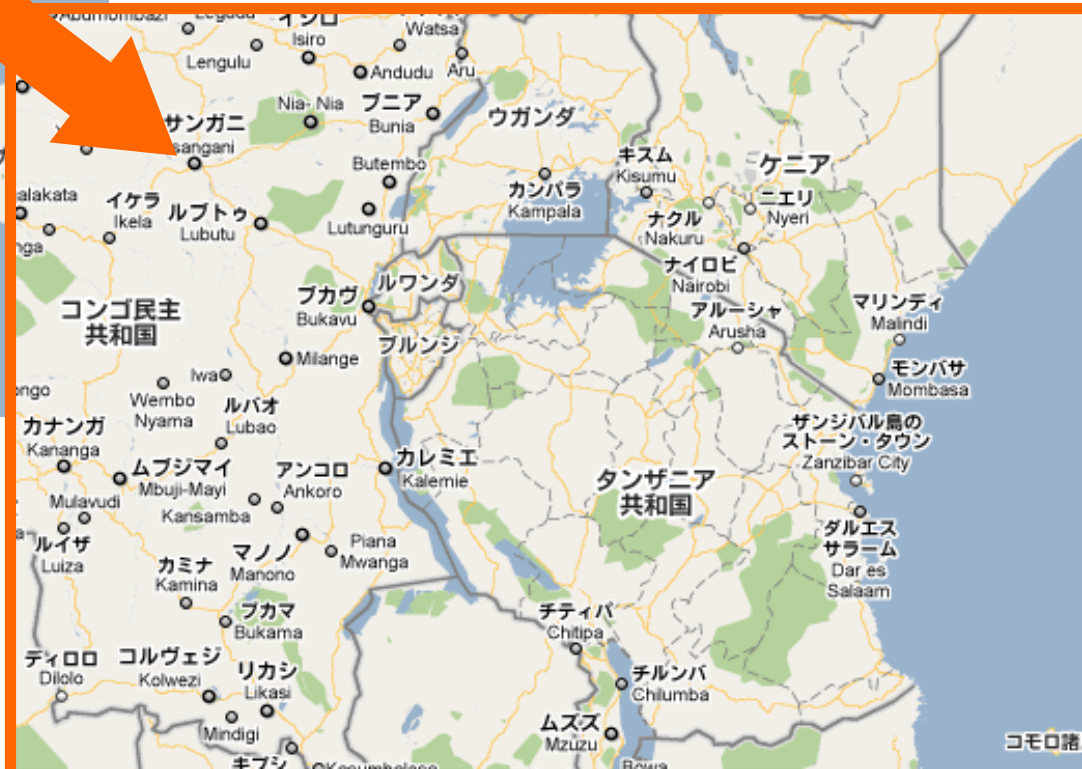 イシロ
Isiro
Watsa
Lengulu
Andudu
Aru
Nia- Nia
ブニア
Bunia
ウガンダ
サンガニ
sangani
Butembo
キスム
Kisumu
ケニア
カンパラ
Kampala
ニエリ
Nyeri
alakata
イケラ
Ikela
ルブトゥ
Lubutu
Lutunguru
ナクル
Nakuru
nga
ナイロビ
Nairobi
ルワンダ
ブカヴ
Bukavu
コンゴ民主
共和国
アルーシャ
Arusha
マリンディ
Malindi
ブルンジ
Milange
モンバサ
Mombasa
ongo
Iwa
Wembo
Nyama
ルバオ
Lubao
カナンガ
Kananga
ザンジバル島の
ストーン・タウン
Zanzibar City
ムブジマイ
Mbuji-Mayi
アンコロ
Ankoro
カレミエ
Kalemie
タンザニア
共和国
Mulavudi
Kansamba
ルイザ
Luiza
ダルエス
サラーム
Dar es
Salaam
カミナ
Kamina
マノノ
Manono
Piana
Mwanga
ブカマ
Bukama
チティパ
Chitipa
ディロロ
Dilolo
コルヴェジ
Kolwezi
リカシ
Likasi
チルンバ
Chilumba
Mindigi
ムズズ
Mzuzu
コモロ諸
キプシ